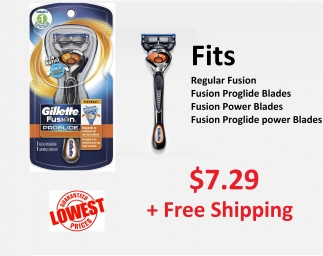 Gillette
Fusion
PROGLIDE
Fits
Regular Fusion
Fusion Proglide Blades
Fusion Power Blades
Fusion Proglide power Blades
$7.29
+ Free Shipping
GUARANTEED
LOWEST
PRICES